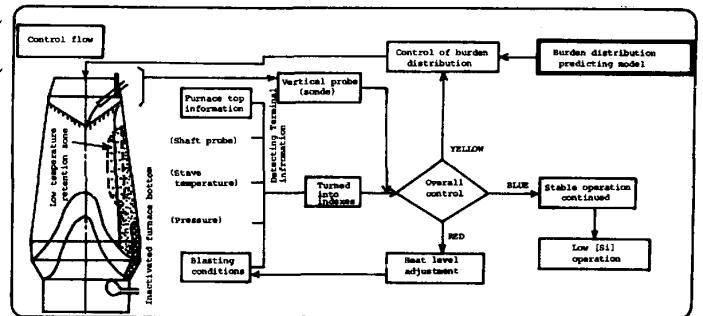 Control flow
Control of burden
distribution
Burden distribution
predicting model
Vertical probe
(sonde)
Furnace top
information
Detecting Terminal
infromation
Low temperature
retention zone
(Shaft probe)
YELLOW
(Stave
temperature)
Turned
into
indexes
Overall
control
BLUE
Stable operation
continued
(Pressure)
RED
Inactivated furnace bottom
Low [Si]
operation
Blasting
conditions
Heat level
adjustment